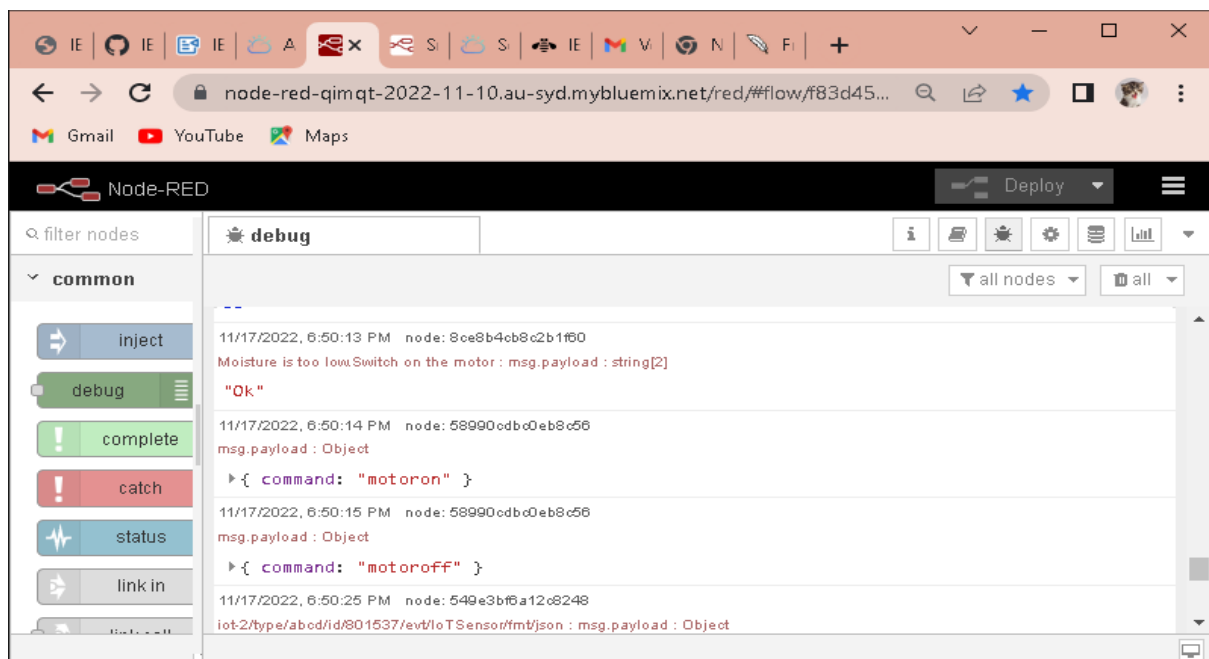 IE IE IE A S S IE V N F +
node-red-qimqt-2022-11-10.au-syd.mybluemix.net/red/#flow/f83d45...
Gmail YouTube Maps
Node-RED Deploy
filter nodes debug i
common all nodes all
11/17/2022, 6:50:13 PM node: 8ce8b4cb8c2b1f60
inject
Moisture is too low.Switch on the motor : msg.payload : string[2]
debug "Ok"
11/17/2022, 6:50:14 PM node: 58990cdbc0eb8c56
complete
msg.payload : Object
{ command: "motoron" }
catch
11/17/2022, 6:50:15 PM node: 58990cdbc0eb8c56
status msg.payload : Object
{ command: "motoroff" }
link in
11/17/2022, 6:50:25 PM node: 549e3bf6a12c8248
iot-2/type/abcd/id/801537/evt/IoTSensor/fmt/json : msg.payload : Object